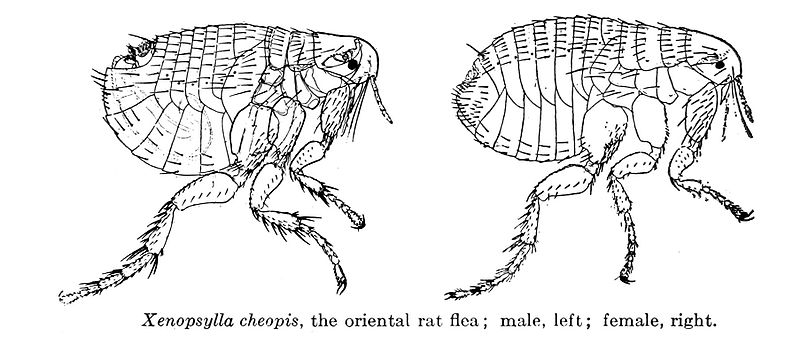 Xenopsylla cheopis, the oriental rat flea; male, left; female, right.